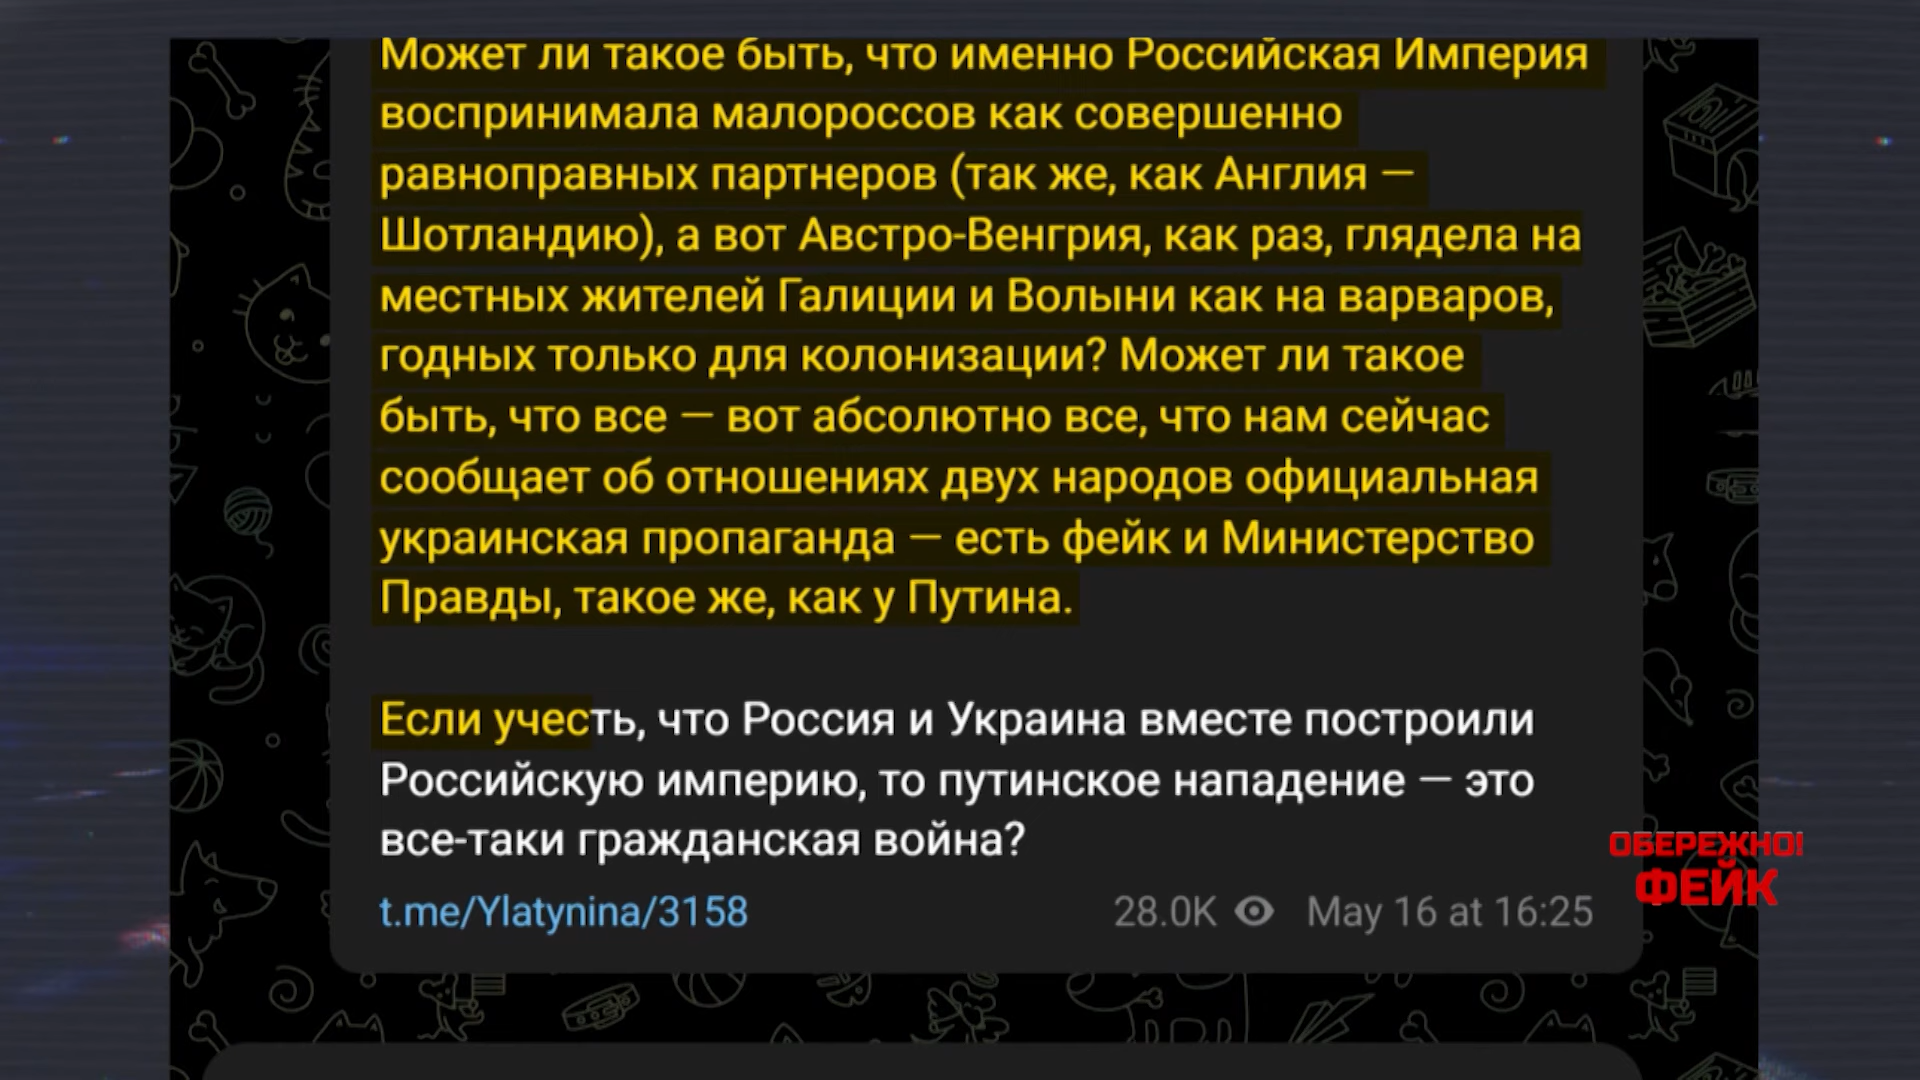 Может ли такое быть, что именно Российская Империя
воспринимала малороссов как совершенно
равноправных партнеров (так же, как Англия —
Шотландию), а вот Австро-Венгрия, как раз, глядела на
местных жителей Галиции и Волыни как на варваров,
годных только для колонизации? Может ли такое
быть, что все — вот абсолютно все, что нам сейчас
сообщает об отношениях двух народов официальная
украинская пропаганда — есть фейк и Министерство
Правды, такое же, как у Путина.
Если учесть, что Россия и Украина вместе построили
Российскую империю, то путинское нападение — это
все-таки гражданская война?
t.me/Ylatynina/3158 28.0K May 16 at 16:25
ОБЕРЕЖНО!
ФЕЙК